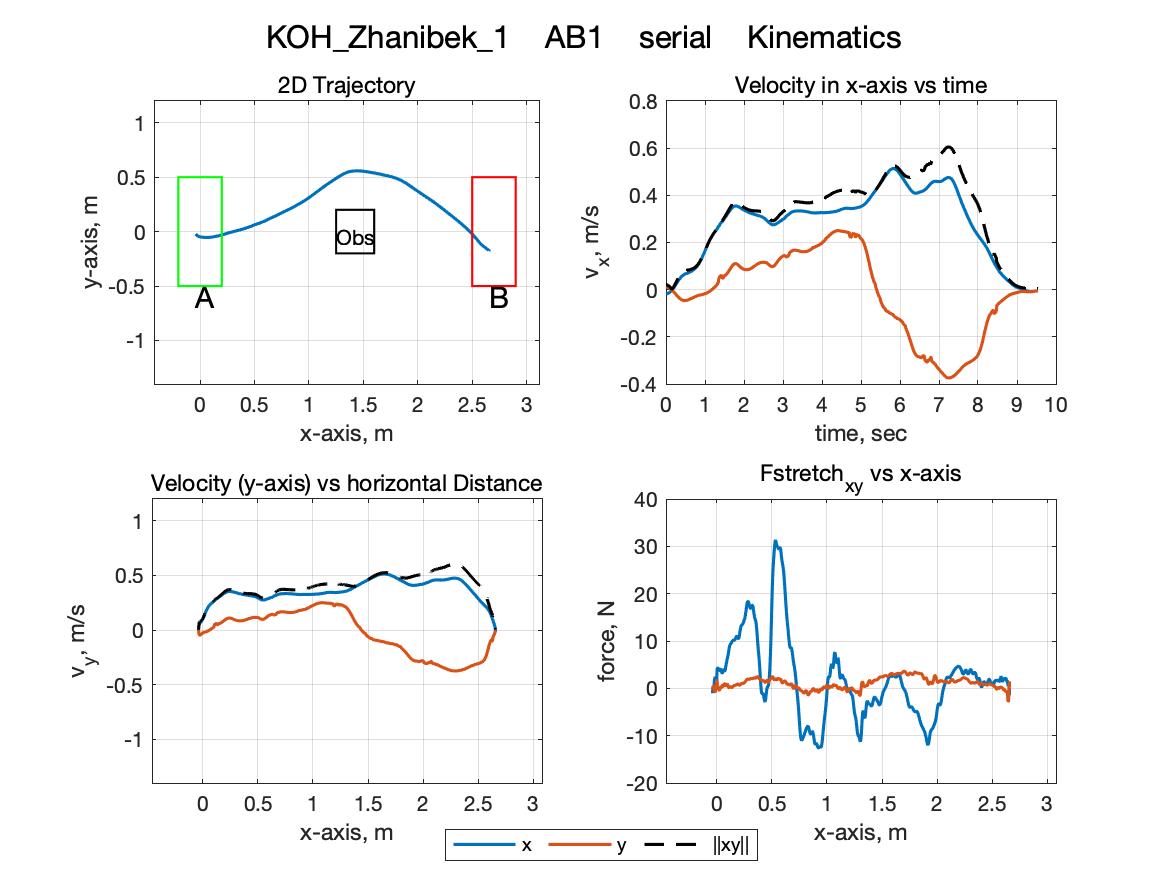 KOH_Zhanibek_1 AB1 serial Kinematics
2D Trajectory
1
0.5
0
-0.5
-1
y-axis, m
A
Obs
B
0 0.5 1 1.5 2 2.5 3
x-axis, m
Velocity in x-axis vs time
0.8
0.6
0.4
0.2
0
-0.2
-0.4
v_x, m/s
0 1 2 3 4 5 6 7 8 9 10
time, sec
Velocity (y-axis) vs horizontal Distance
1
0.5
0
-0.5
-1
v_y, m/s
0 0.5 1 1.5 2 2.5 3
x-axis, m
Fstretch_xy vs x-axis
40
30
20
10
0
-10
-20
force, N
0 0.5 1 1.5 2 2.5 3
x-axis, m
x y ||xy||